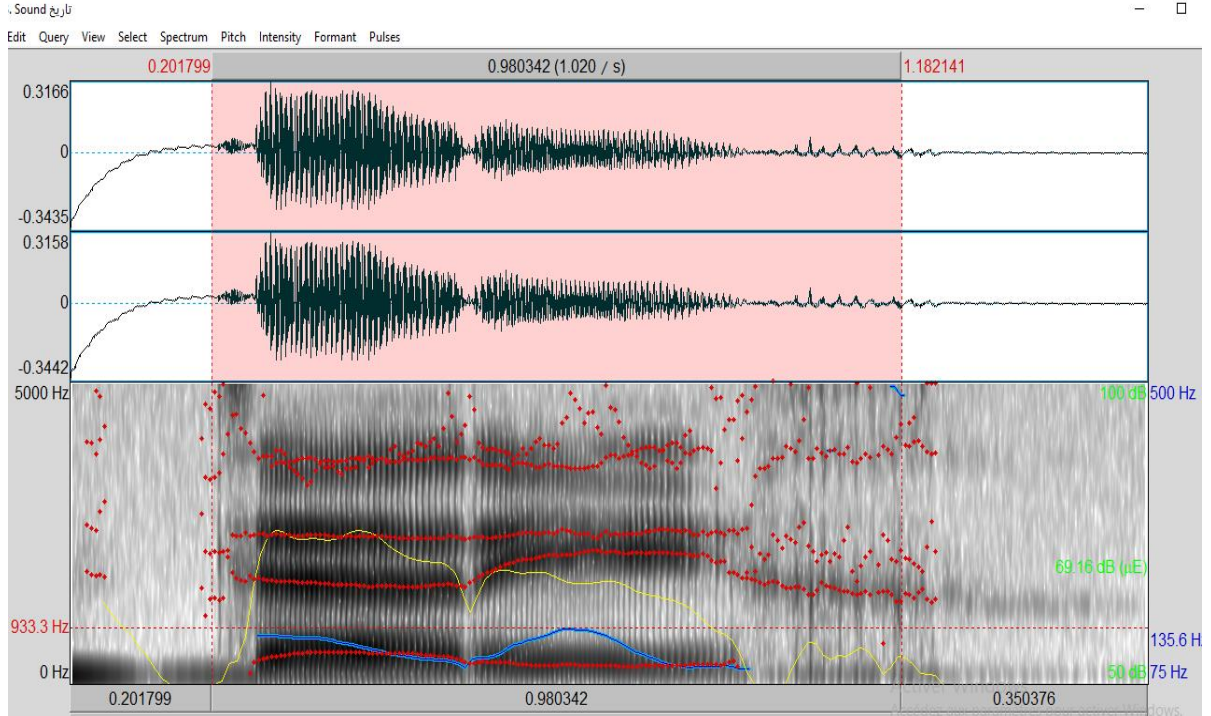 . Sound تاريخ
Edit Query View Select Spectrum Pitch Intensity Formant Pulses
0.201799 0.980342 (1.020 / s) 1.182141
0.3166
0
-0.3435
0.3158
0
-0.3442
5000 Hz 100 dB 500 Hz
69.16 dB (µE)
933.3 Hz 135.6 H
0 Hz 50 dB 75 Hz
0.201799 0.980342 0.350376